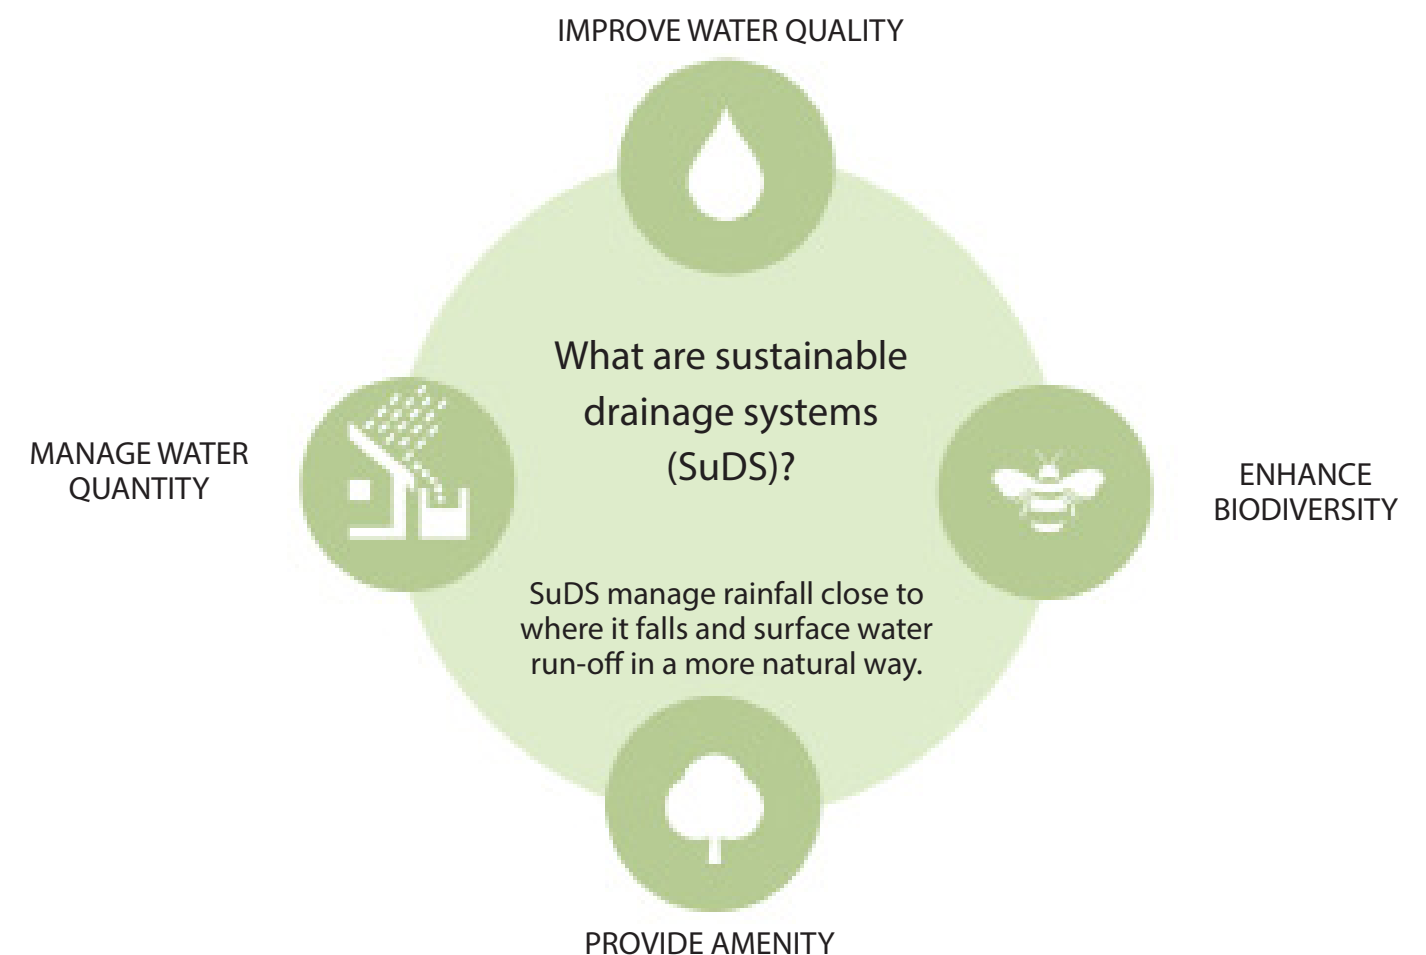 IMPROVE WATER QUALITY
What are sustainable
drainage systems
(SuDS)?
MANAGE WATER
QUANTITY
ENHANCE
BIODIVERSITY
SuDS manage rainfall close to
where it falls and surface water
run-off in a more natural way.
PROVIDE AMENITY